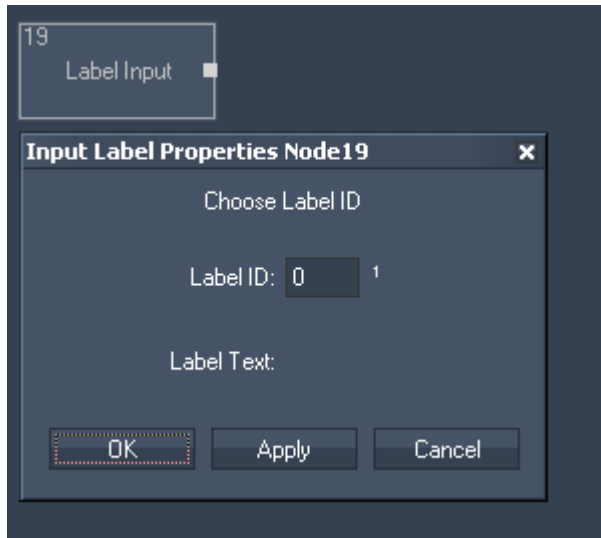 19
Label Input
Input Label Properties Node19
Choose Label ID
Label ID: 0 1
Label Text:
OK Apply Cancel